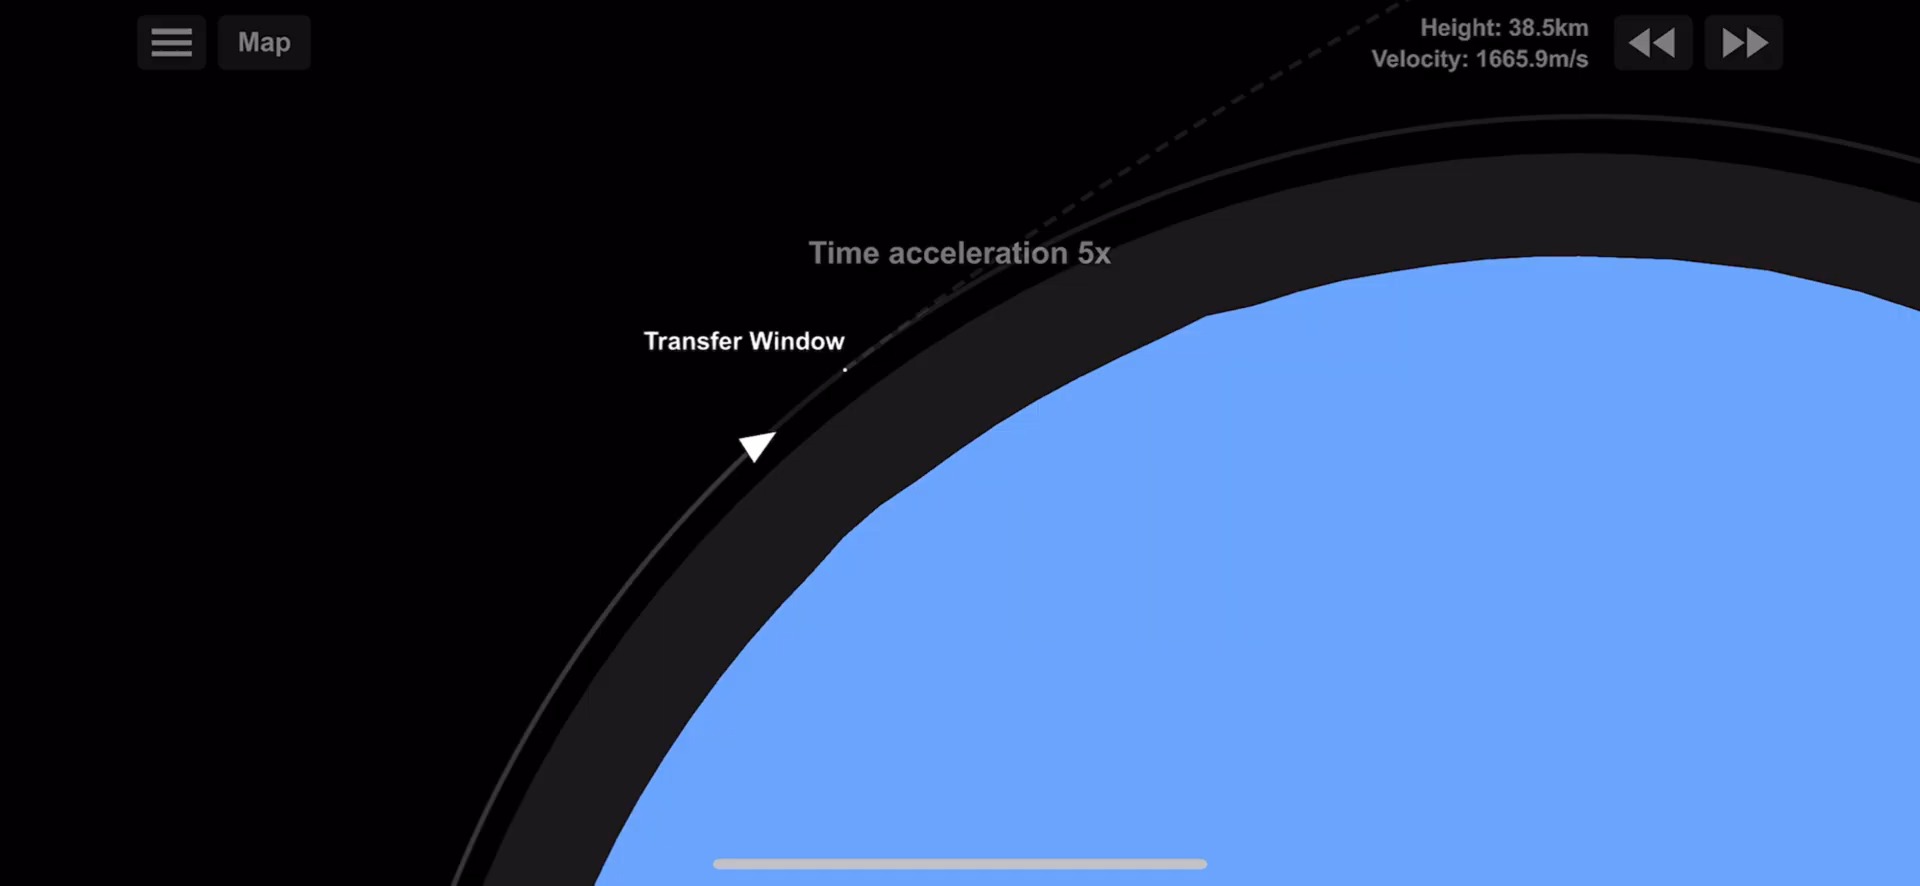 Map
Height: 38.5km
Velocity: 1665.9m/s
Time acceleration 5x
Transfer Window